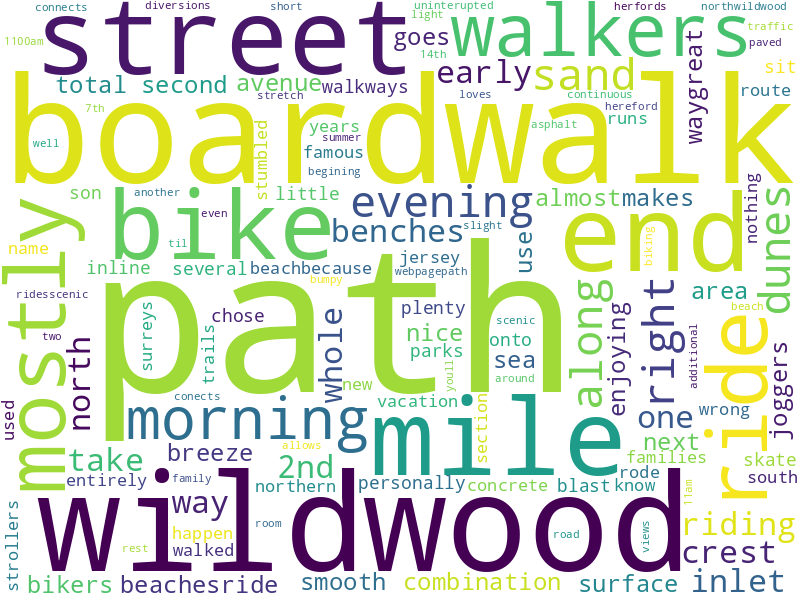 connects
diversions
short
uninterrupted
herfords
northwildwood
light
traffic
1100am
street
goes
walkers
14th
paved
early
sand
sit
total second
avenue
walkways
waygreat
route
stretch
loves
continuous
7th
hereford
runs
boardwalk
stumbled
years
summer
asphalt
well
famous
begining
nothing
son
another
little
evening
almost
makes
dunes
even
bike
benches
slight
use
end
name
til
biking
mostly
inline
several
beachbecause
jersey
webpagepath
area
ridesscenic
bumpy
path
plenty
beach
chose
surreys
whole
nice
scenic
onto
along
enjoying
right
additional
two
trails
parks
sea
around
north
new
youll
ride
joggers
conects
vacation
section
one
wrong
used
morning
mile
next
take
breeze
allows
2nd
rode
families
skate
entirely
family
northern
personally
concrete
blast
know
south
11am
strollers
wildwood
way
room
road
views
riding
happen
rest
walked
crest
bikers
beachesride
smooth
combination
surface
inlet